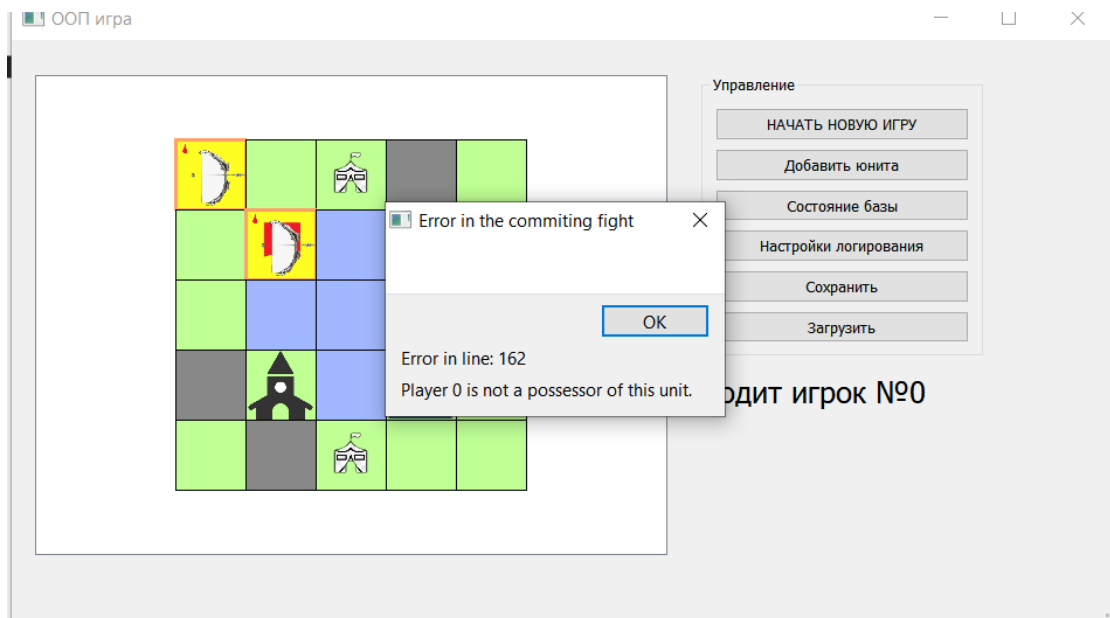 ООП игра
Управление
НАЧАТЬ НОВУЮ ИГРУ
Добавить юнита
Состояние базы
Настройки логирования
Сохранить
Загрузить
Error in the commiting fight
OK
Error in line: 162
Player 0 is not a possessor of this unit.
игрок №0